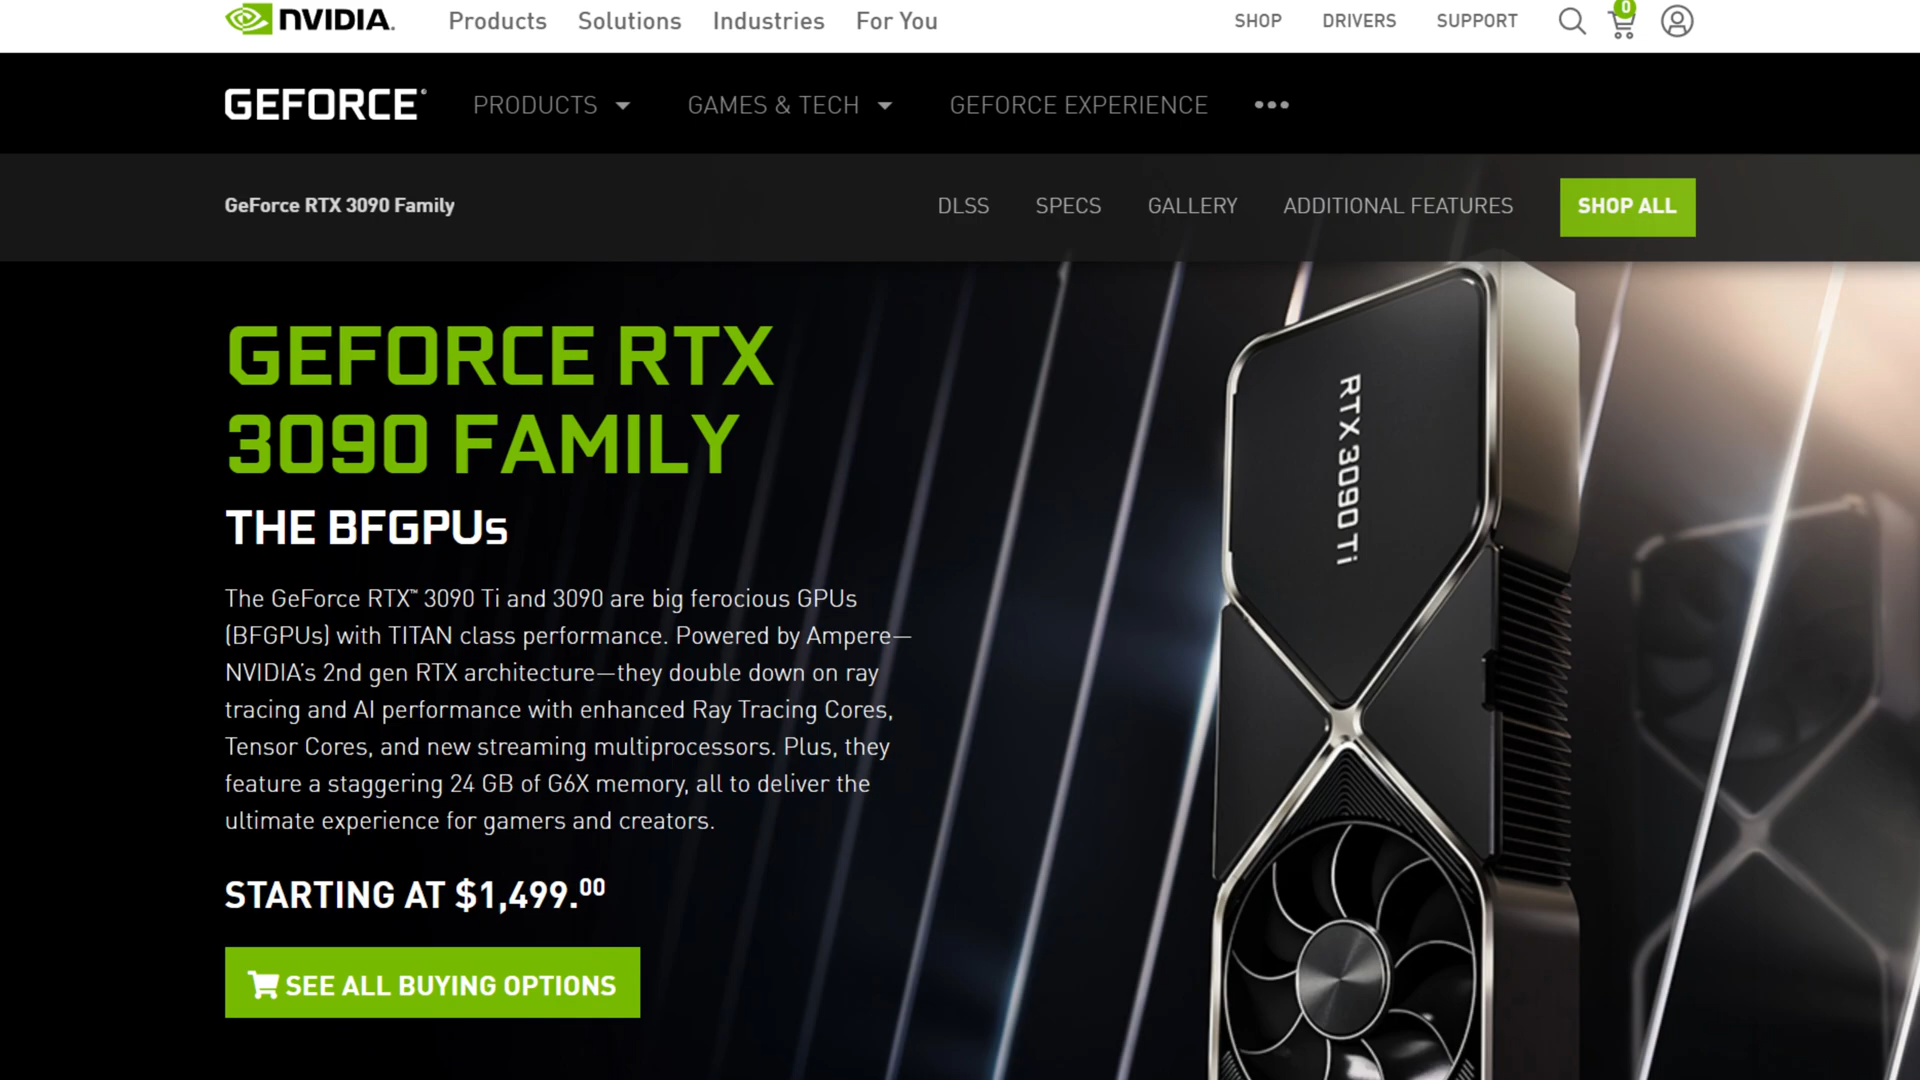 NVIDIA.
Products Solutions Industries For You
SHOP DRIVERS SUPPORT 0
GEFORCE® PRODUCTS GAMES & TECH GEFORCE EXPERIENCE •••
GeForce RTX 3090 Family
DLSS SPECS GALLERY ADDITIONAL FEATURES SHOP ALL
GEFORCE RTX
3090 FAMILY
THE BFGPUs
The GeForce RTX™ 3090 Ti and 3090 are big ferocious GPUs
(BFGPUs) with TITAN class performance. Powered by Ampere—
NVIDIA's 2nd gen RTX architecture—they double down on ray
tracing and AI performance with enhanced Ray Tracing Cores,
Tensor Cores, and new streaming multiprocessors. Plus, they
feature a staggering 24 GB of G6X memory, all to deliver the
ultimate experience for gamers and creators.
STARTING AT $1,499.00
SEE ALL BUYING OPTIONS
RTX 3090 Ti